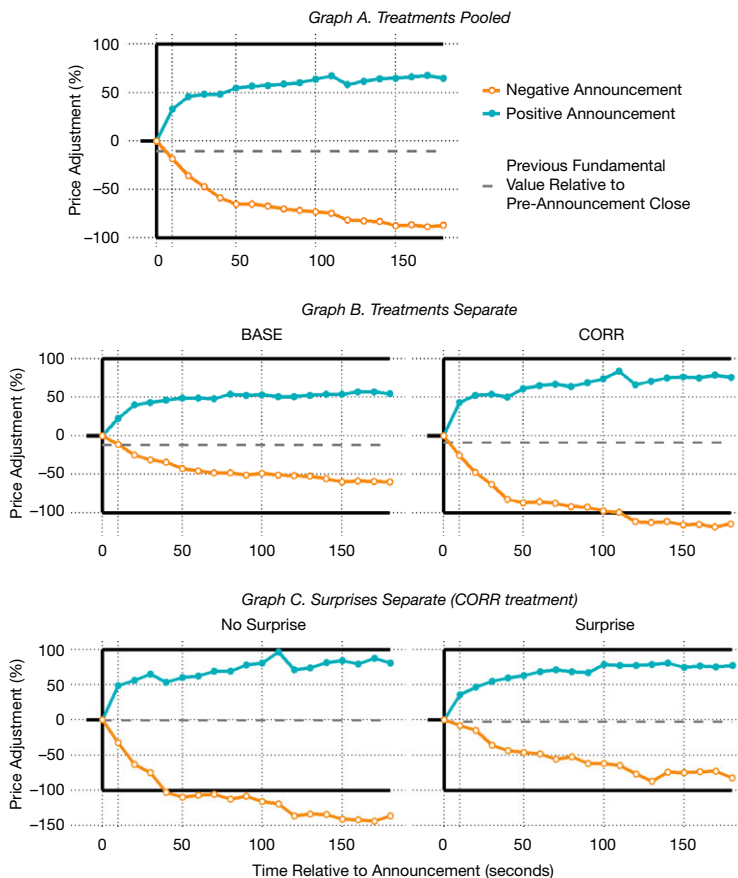 Graph A. Treatments Pooled
Price Adjustment (%)
100
50
0
−50
−100
0
50
100
150
Negative Announcement
Positive Announcement
Previous Fundamental
Value Relative to
Pre-Announcement Close
Graph B. Treatments Separate
BASE
CORR
Price Adjustment (%)
100
50
0
−50
−100
0
50
100
150
100
50
0
−50
−100
0
50
100
150
Graph C. Surprises Separate (CORR treatment)
No Surprise
Surprise
Price Adjustment (%)
100
50
0
−50
−100
−150
0
50
100
150
100
50
0
−50
−100
−150
0
50
100
150
Time Relative to Announcement (seconds)